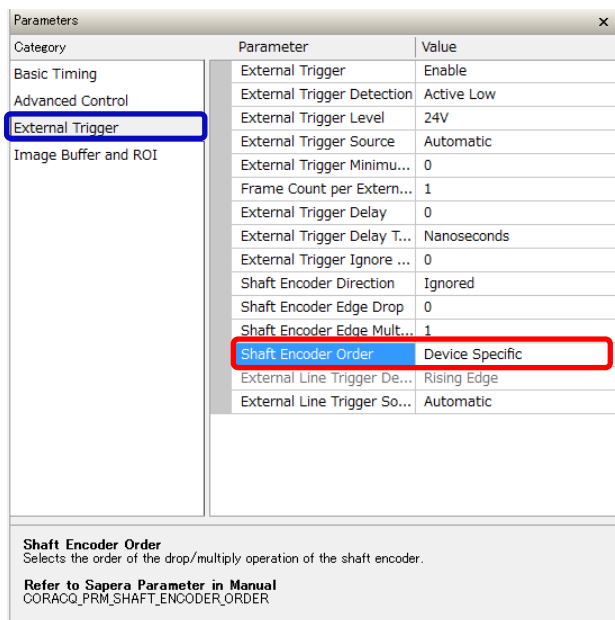 Parameters x
Category Parameter Value
Basic Timing
Advanced Control
External Trigger
Image Buffer and ROI
External Trigger Enable
External Trigger Detection Active Low
External Trigger Level 24V
External Trigger Source Automatic
External Trigger Minimu... 0
Frame Count per Extern... 1
External Trigger Delay 0
External Trigger Delay T... Nanoseconds
External Trigger Ignore ... 0
Shaft Encoder Direction Ignored
Shaft Encoder Edge Drop 0
Shaft Encoder Edge Mult... 1
Shaft Encoder Order Device Specific
External Line Trigger De... Rising Edge
External Line Trigger So... Automatic
Shaft Encoder Order
Selects the order of the drop/multiply operation of the shaft encoder.
Refer to Sapera Parameter in Manual
CORACQ_PRM_SHAFT_ENCODER_ORDER